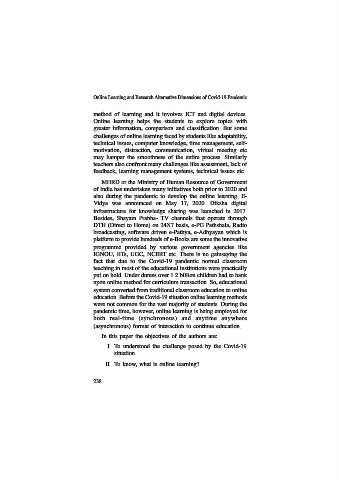 Online Learning and Research Alternative Dimensions of Covid-19 Pandemic
method of learning and it involves ICT and digital devices.
Online learning helps the students to explore topics with
greater information, comparison and classification. But some
challenges of online learning faced by students like adaptability,
technical issues, computer knowledge, time management, self-
motivation, distraction, communication, virtual meeting etc
may hamper the smoothness of the entire process. Similarly
teachers also confront many challenges like assessment, lack of
feedback, learning management systems, technical issues etc.
MHRD or the Ministry of Human Resource of Government
of India has undertaken many initiatives both prior to 2020 and
also during the pandemic to develop the online learning. E-
Vidya was announced on May 17, 2020. Diksha digital
infrastructure for knowledge sharing was launched in 2017.
Besides, Shayam Prabha- TV channels that operate through
DTH (Direct to Home) on 24X7 basis, e-PG Pathshala, Radio
broadcasting, software driven e-Pathya, e-Adhyayan which is
platform to provide hundreds of e-Books are some the innovative
programme provided by various government agencies like
IGNOU, IITs, UGC, NCERT etc. There is no gainsaying the
fact that due to the Covid-19 pandemic normal classroom
teaching in most of the educational institutions were practically
put on hold. Under duress over 1.2 billion children had to bank
upon online method for curriculum transaction. So, educational
system converted from traditional classroom education to online
education. Before the Covid-19 situation online learning methods
were not common for the vast majority of students. During the
pandemic time, however, online learning is being employed for
both real-time (synchronous) and anytime anywhere
(asynchronous) format of interaction to continue education.
In this paper the objectives of the authors are:
I To understand the challenge posed by the Covid-19
situation.
II To know, what is online learning?
238